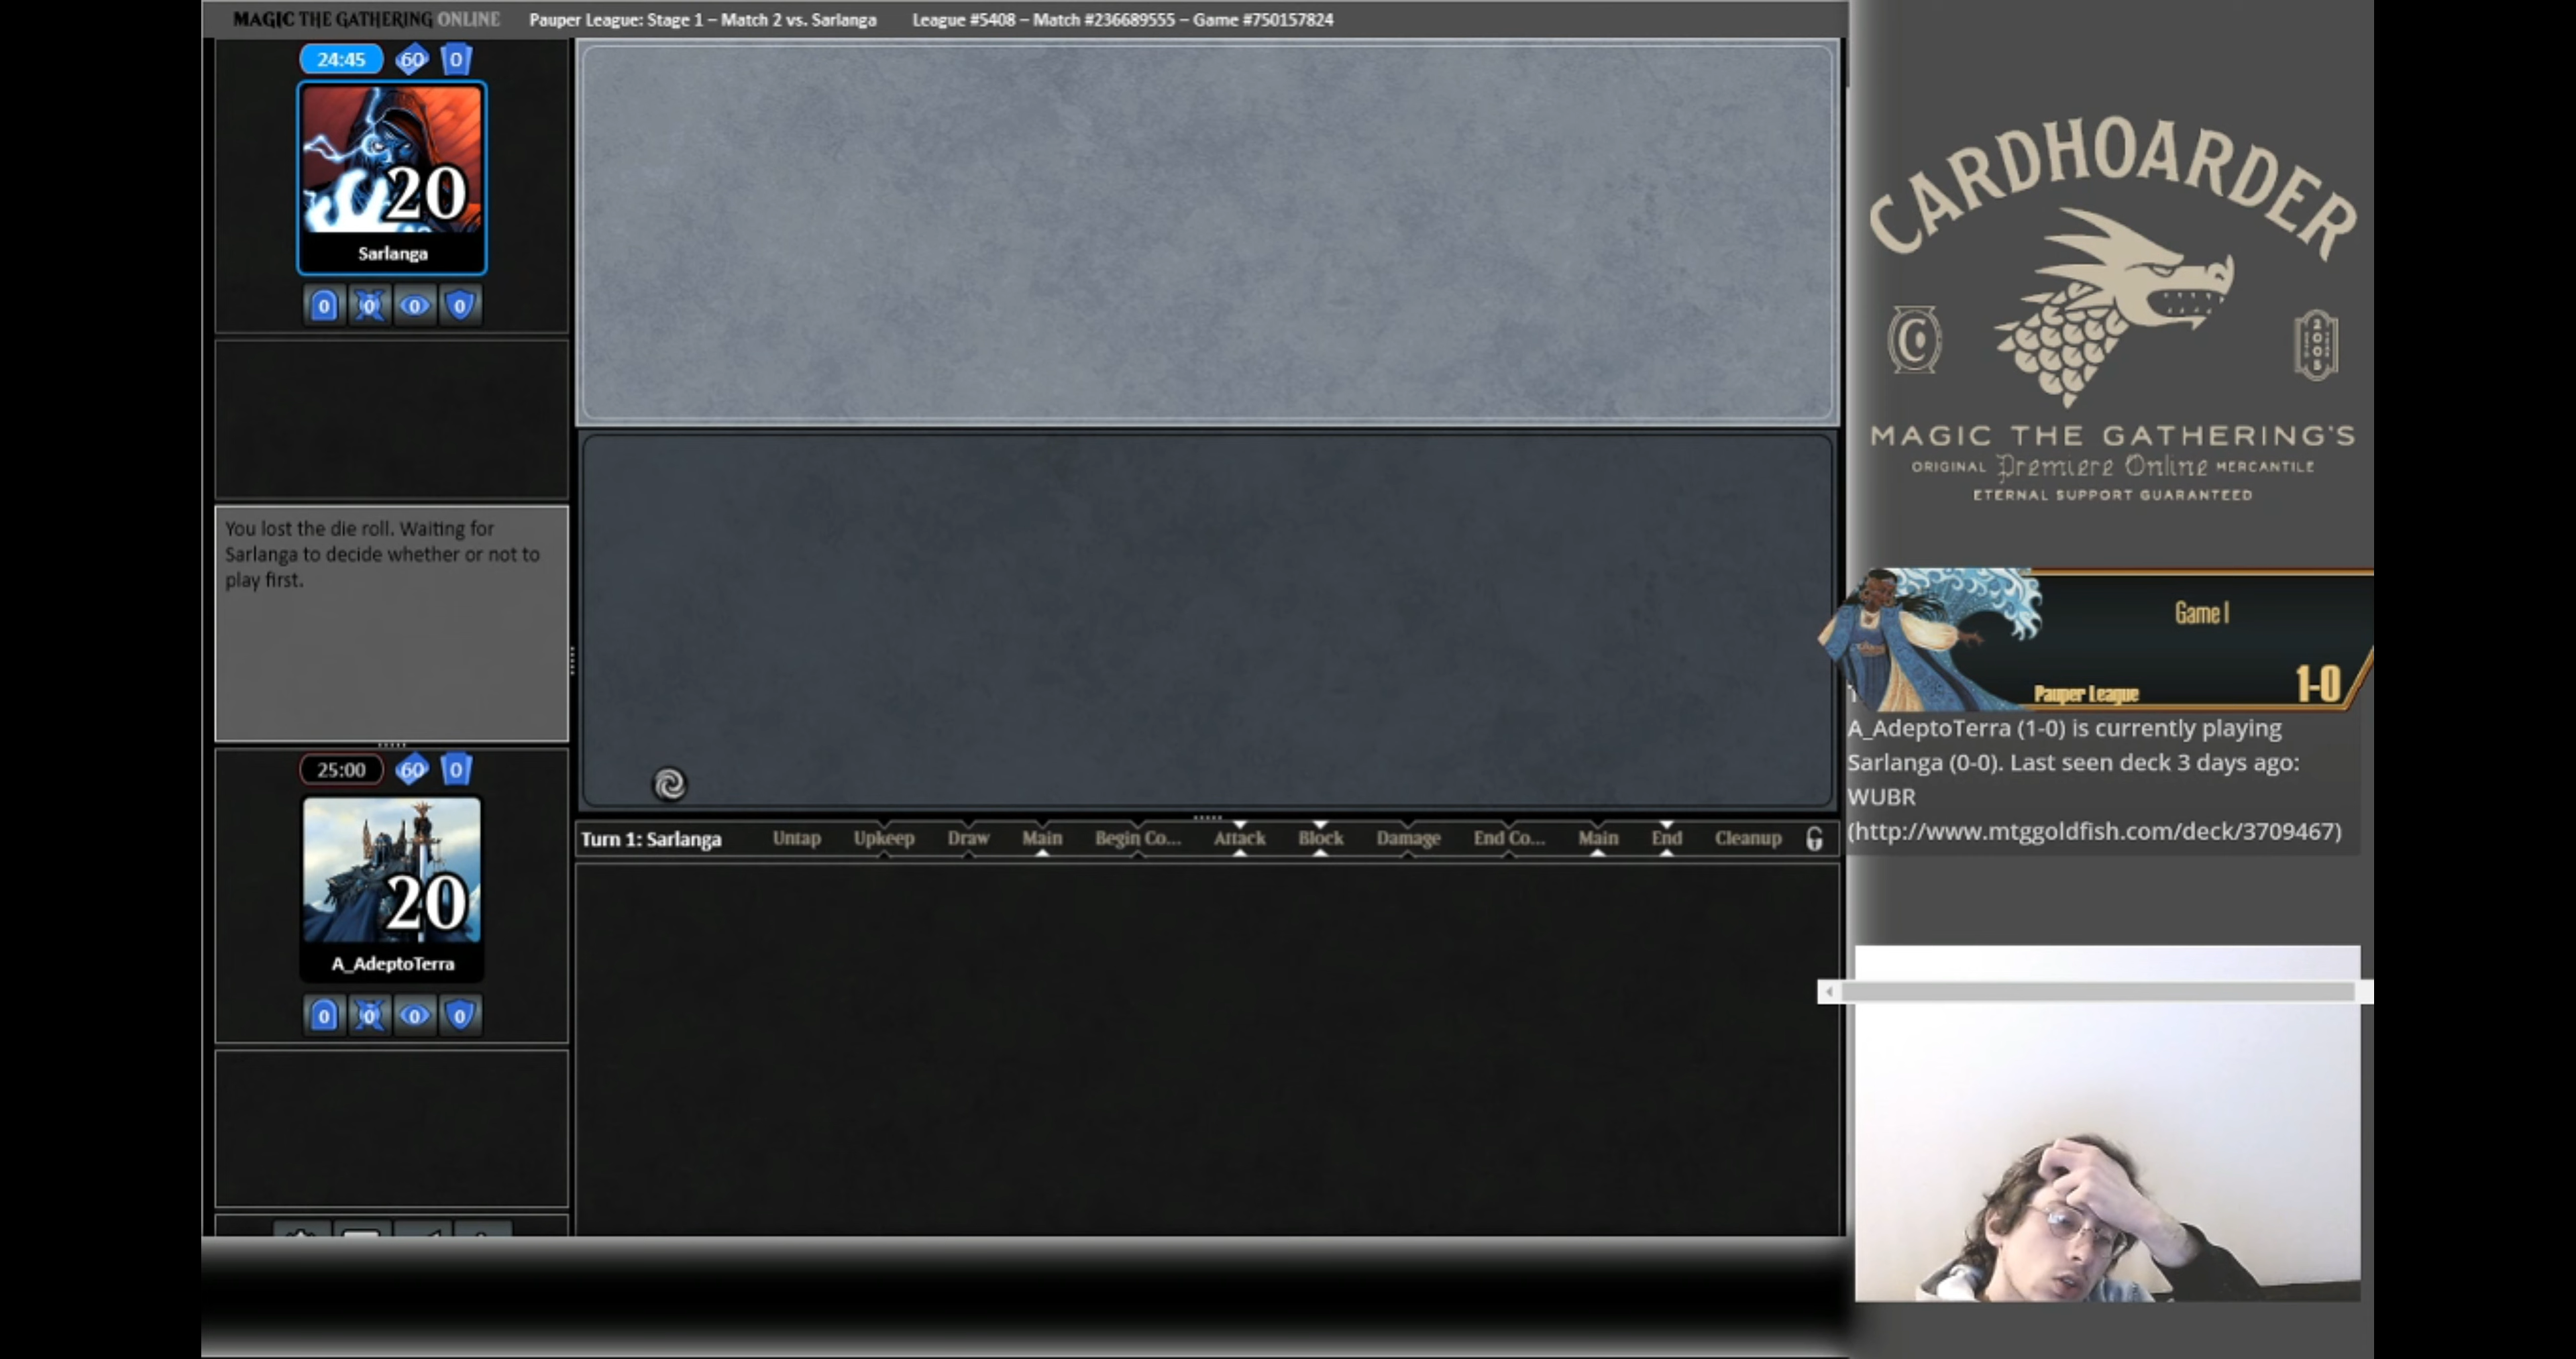 MAGIC THE GATHERING ONLINE Pauper League: Stage 1 – Match 2 vs. Sarlanga League #5408 – Match #236689555 – Game #750157824
24:45 60 0
20
Sarlanga
0 0 0 0
You lost the die roll. Waiting for
Sarlanga to decide whether or not to
play first.
25:00 60 0
20
A_AdeptoTerra
0 0 0 0
Turn 1: Sarlanga Untap Upkeep Draw Main Begin Co... Attack Block Damage End Co... Main End Cleanup
CARDHOARDER
C 2005
MAGIC THE GATHERING'S
ORIGINAL Premiere Online MERCANTILE
ETERNAL SUPPORT GUARANTEED
Game 1
Pauper League 1-0
A_AdeptoTerra (1-0) is currently playing
Sarlanga (0-0). Last seen deck 3 days ago:
WUBR
(http://www.mtggoldfish.com/deck/3709467)